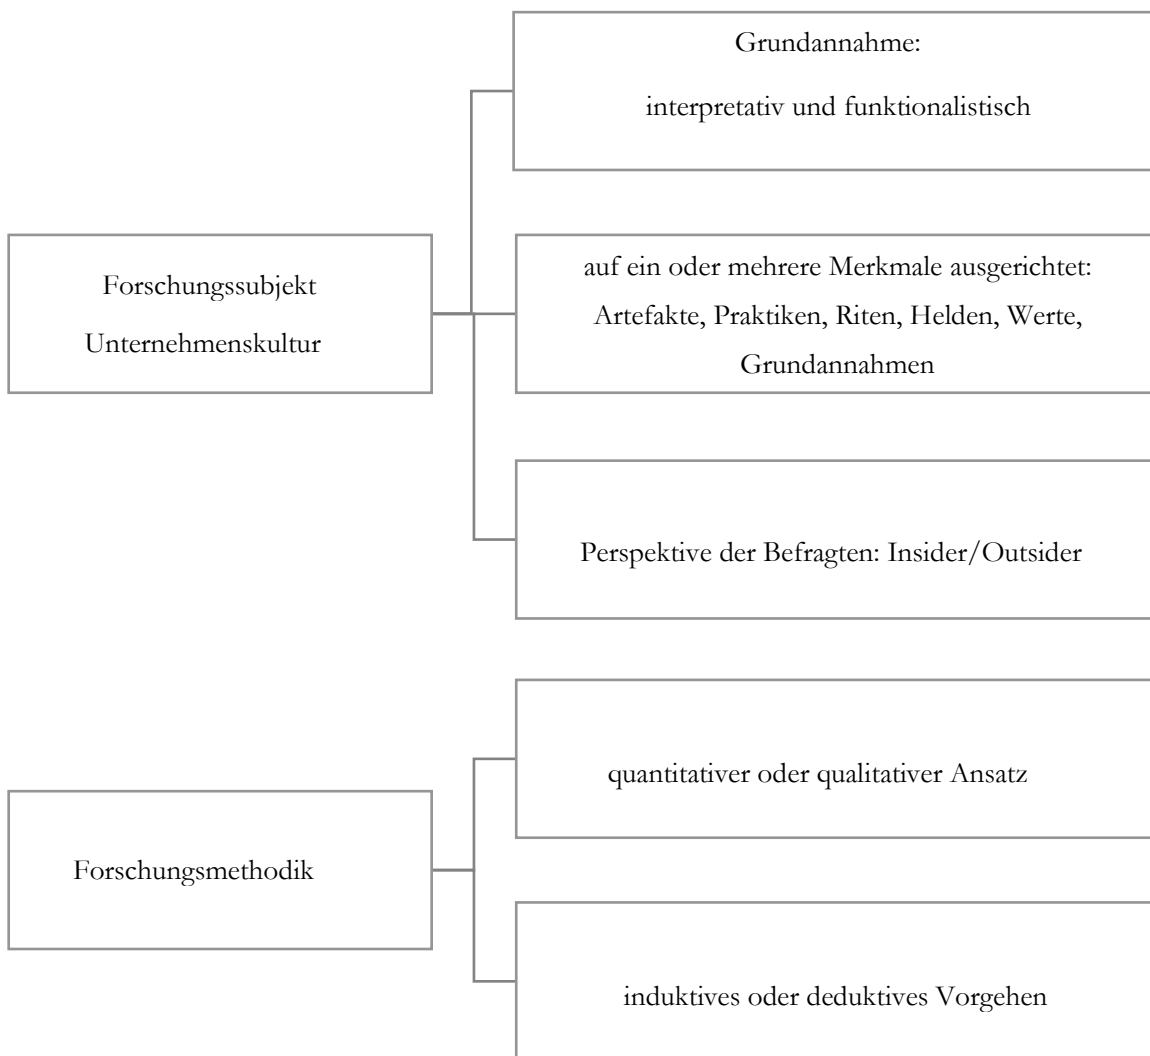 Grundannahme:
interpretativ und funktionalistisch
Forschungssubjekt
Unternehmenskultur
auf ein oder mehrere Merkmale ausgerichtet:
Artefakte, Praktiken, Riten, Helden, Werte,
Grundannahmen
Perspektive der Befragten: Insider/Outsider
Forschungsmethodik
quantitativer oder qualitativer Ansatz
induktives oder deduktives Vorgehen